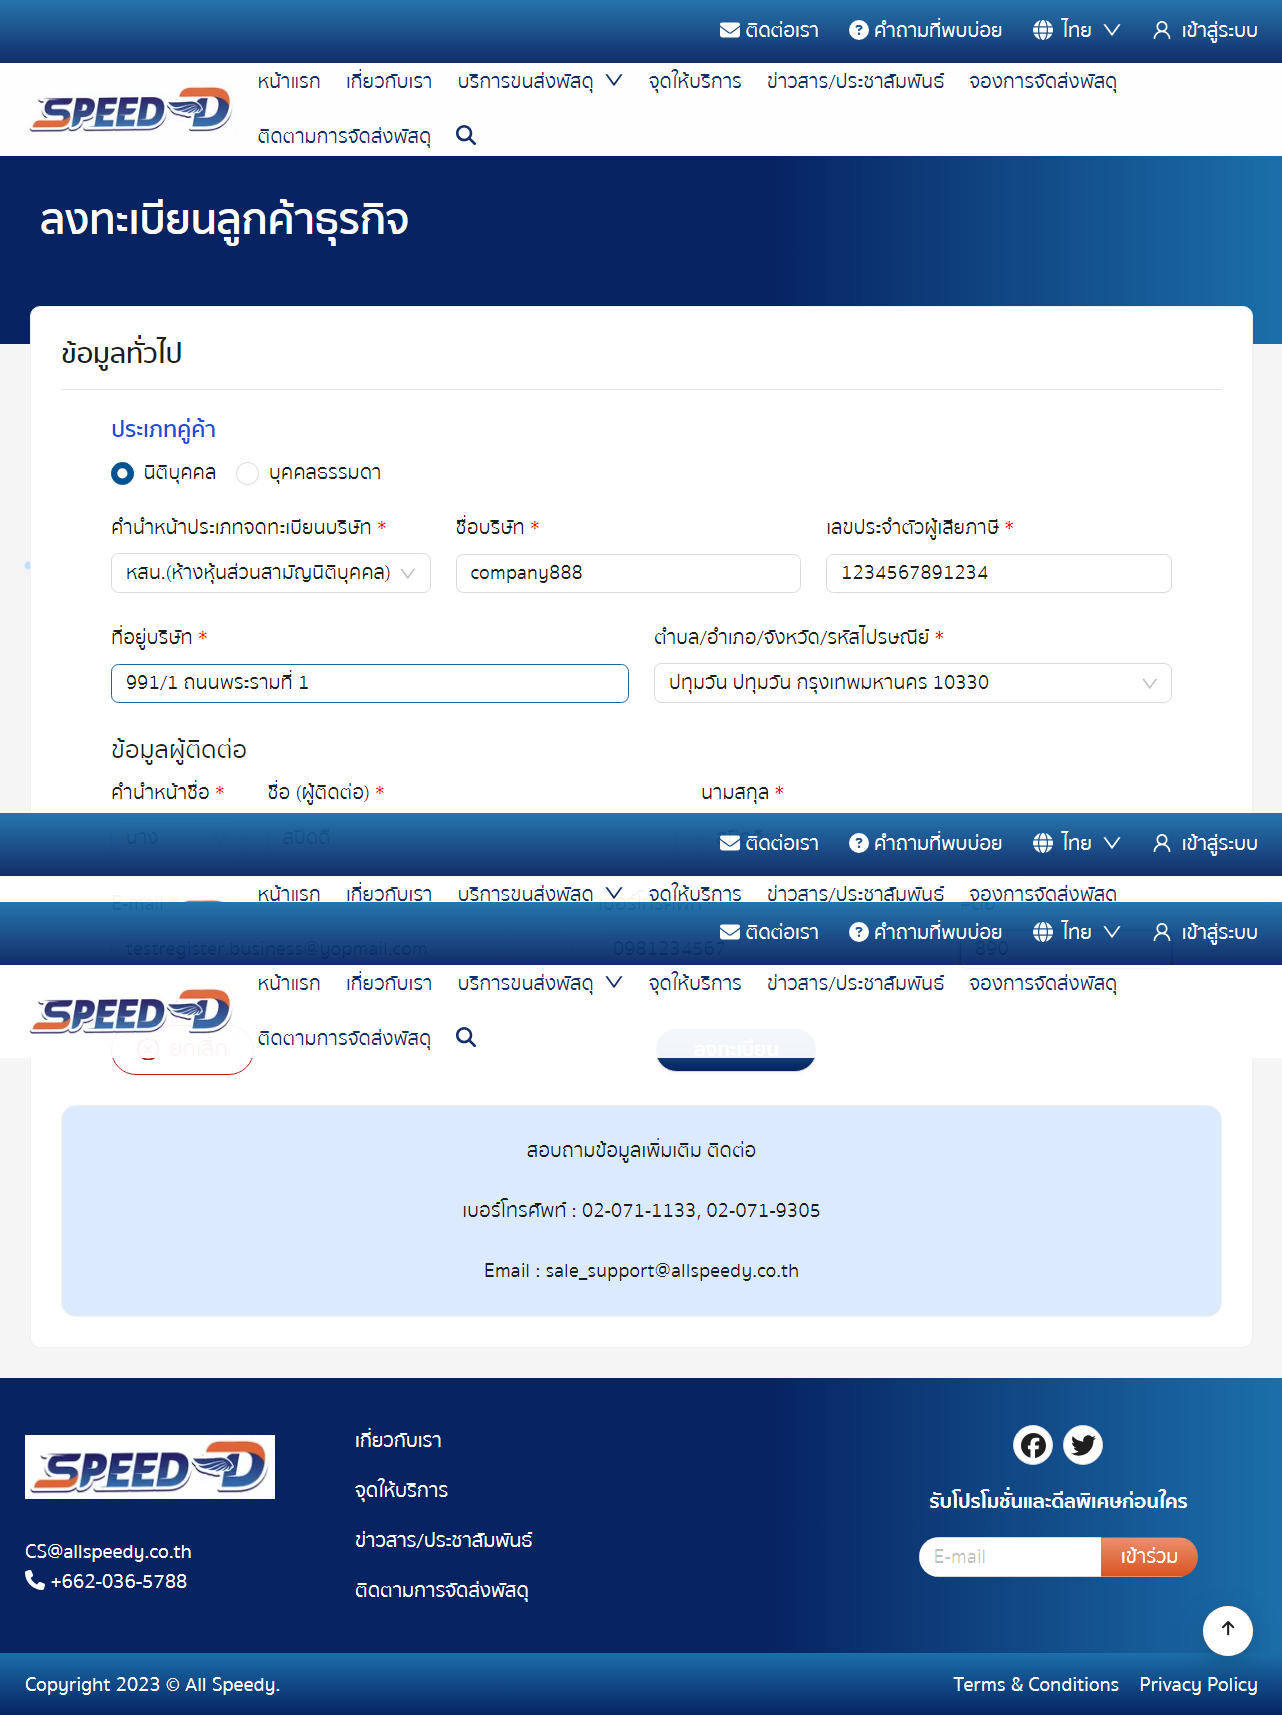 ติดต่อเรา คำถามที่พบบ่อย ไทย เข้าสู่ระบบ
SPEED-D
หน้าแรก เกี่ยวกับเรา บริการขนส่งพัสดุ จุดให้บริการ ข่าวสาร/ประชาสัมพันธ์ จองการจัดส่งพัสดุ
ติดตามการจัดส่งพัสดุ
ลงทะเบียนลูกค้าธุรกิจ
ข้อมูลทั่วไป
ประเภทคู่ค้า
นิติบุคคล บุคคลธรรมดา
คำนำหน้าประเภทจดทะเบียนบริษัท * ชื่อบริษัท * เลขประจำตัวผู้เสียภาษี *
หสน.(ห้างหุ้นส่วนสามัญนิติบุคคล) company888 1234567891234
ที่อยู่บริษัท * ตำบล/อำเภอ/จังหวัด/รหัสไปรษณีย์ *
991/1 ถนนพระรามที่ 1 ปทุมวัน ปทุมวัน กรุงเทพมหานคร 10330
ข้อมูลผู้ติดต่อ
คำนำหน้าชื่อ * ชื่อ (ผู้ติดต่อ) * นามสกุล *
นาง สปีดดี
ติดต่อเรา คำถามที่พบบ่อย ไทย เข้าสู่ระบบ
หน้าแรก เกี่ยวกับเรา บริการขนส่งพัสดุ จุดให้บริการ ข่าวสาร/ประชาสัมพันธ์ จองการจัดส่งพัสดุ
E-mail
ติดต่อเรา คำถามที่พบบ่อย ไทย เข้าสู่ระบบ
testregister.business@yopmail.com 0981234567 890
SPEED-D
หน้าแรก เกี่ยวกับเรา บริการขนส่งพัสดุ จุดให้บริการ ข่าวสาร/ประชาสัมพันธ์ จองการจัดส่งพัสดุ
ติดตามการจัดส่งพัสดุ
ยกเลิก ลงทะเบียน
สอบถามข้อมูลเพิ่มเติม ติดต่อ
เบอร์โทรศัพท์ : 02-071-1133, 02-071-9305
Email : sale_support@allspeedy.co.th
SPEED-D
เกี่ยวกับเรา
จุดให้บริการ
ข่าวสาร/ประชาสัมพันธ์
ติดตามการจัดส่งพัสดุ
CS@allspeedy.co.th
+662-036-5788
รับโปรโมชั่นและดีลพิเศษก่อนใคร
E-mail เข้าร่วม
Copyright 2023 © All Speedy. Terms & Conditions Privacy Policy